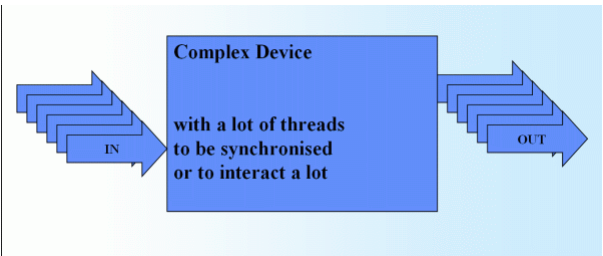 Complex Device
with a lot of threads
IN
to be synchronised
OUT
or to interact a lot